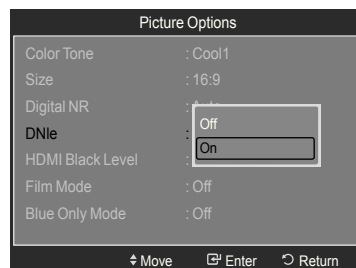 Picture Options
Color Tone : Cool1
Size : 16:9
Digital NR :
DNIe : Off
On
HDMI Black Level :
Film Mode : Off
Blue Only Mode : Off
Move Enter Return